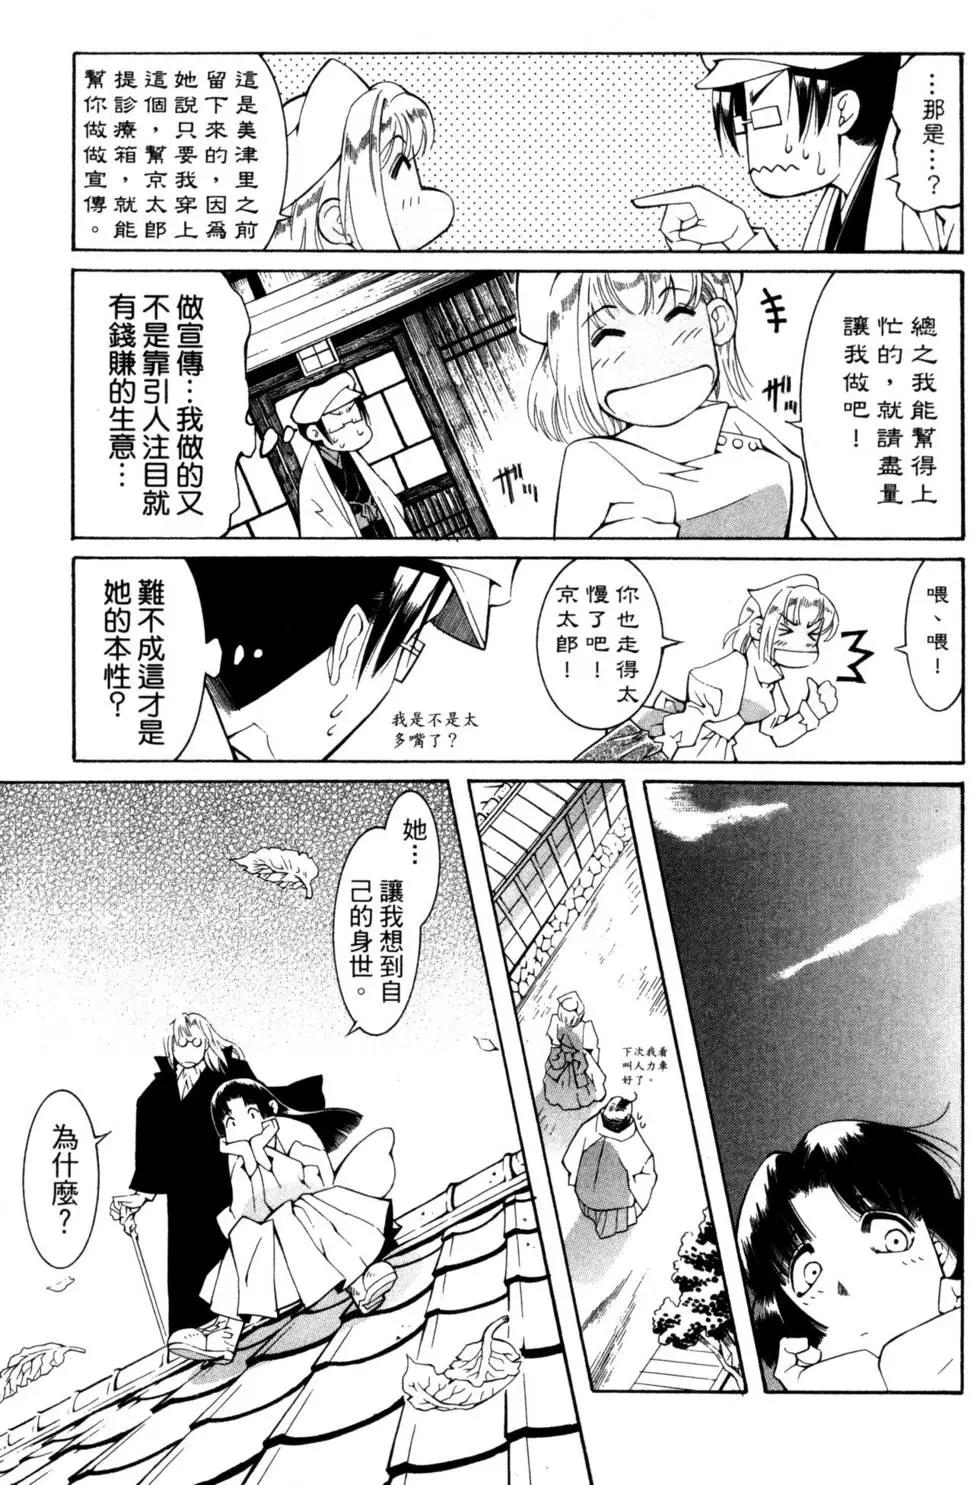 …那是…？
這是美津里之前
留下來的，因為
她說只要我穿上
這個，幫京太郎
提診療箱，就能
幫你做做宣傳。
總之我能幫得上
忙的，就請盡量
讓我做吧！
做宣傳…我做的又
不是靠引人注目就
有錢賺的生意…
喂、喂！
你也走得太
慢了吧！
京太郎！
我是不是太
多嘴了？
難不成這才是
她的本性？
下次我看
叫人力車
好了。
她…
讓我想到自
己的身世。
為什麼？